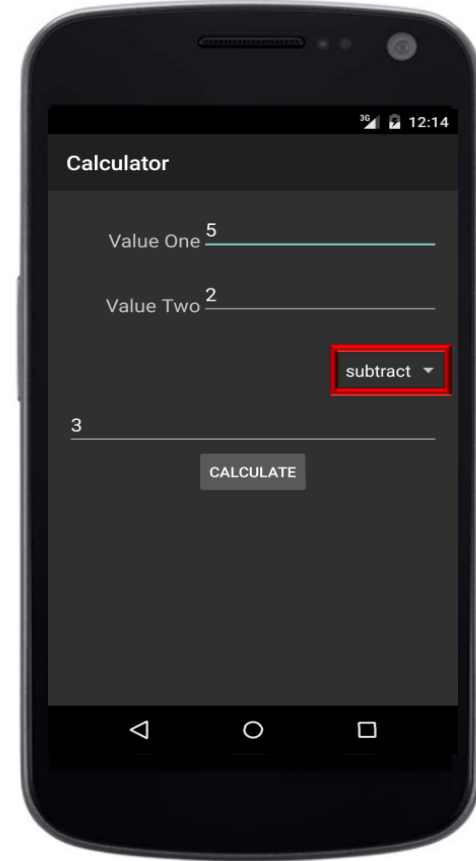 3G 12:14
Calculator
Value One 5
Value Two 2
subtract
3
CALCULATE